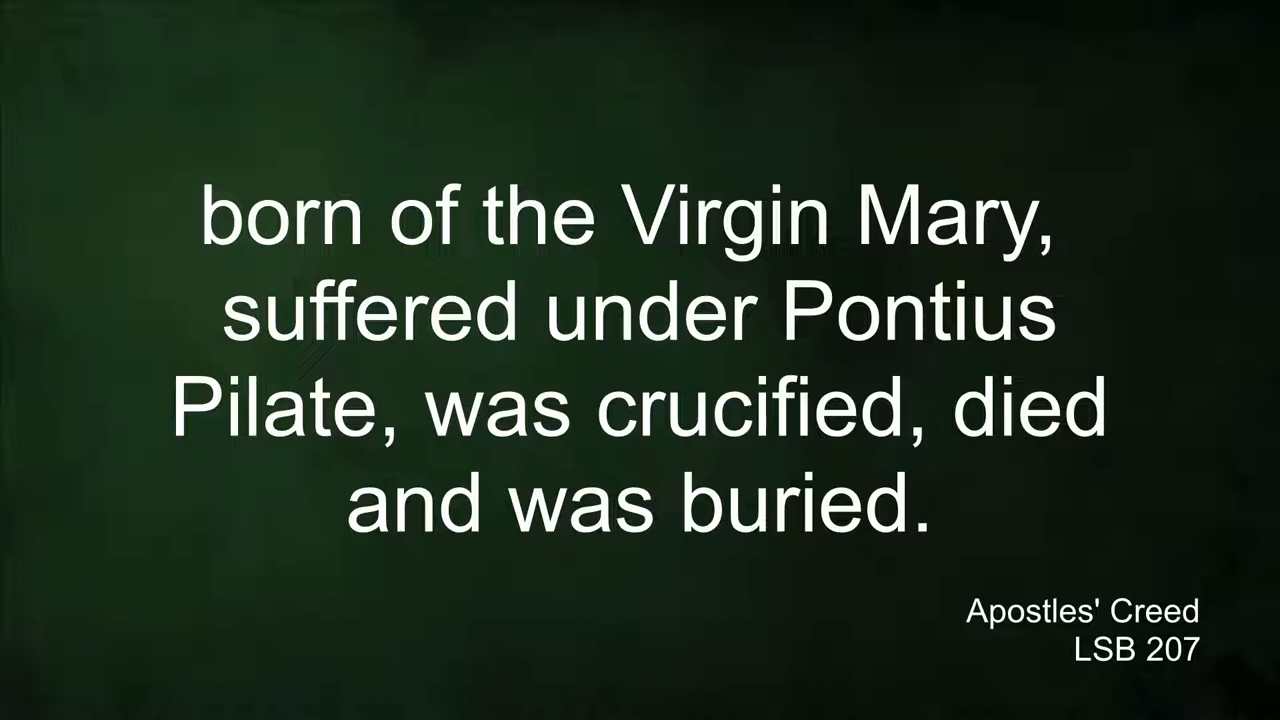 born of the Virgin Mary,
suffered under Pontius
Pilate, was crucified, died
and was buried.
Apostles' Creed
LSB 207